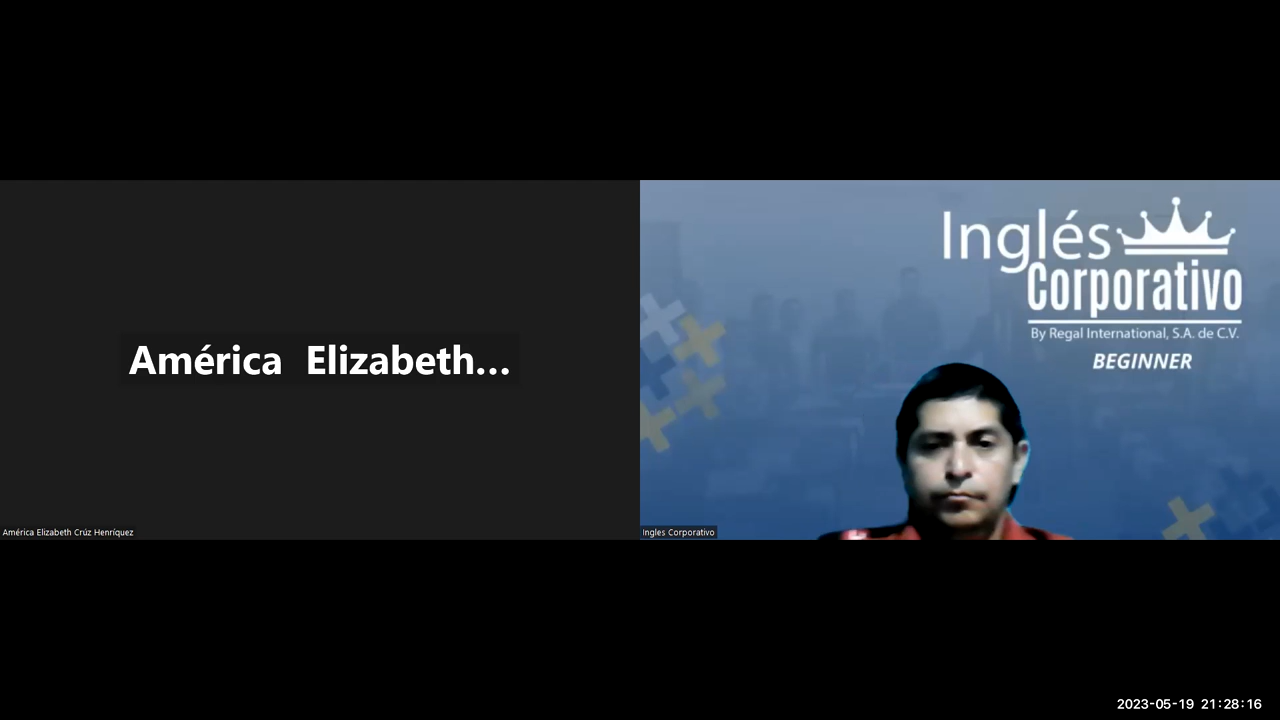 América Elizabeth...
América Elizabeth Crúz Henríquez
Inglés
Corporativo
By Regal International, S.A. de C.V.
BEGINNER
Ingles Corporativo
2023-05-19 21:28:16